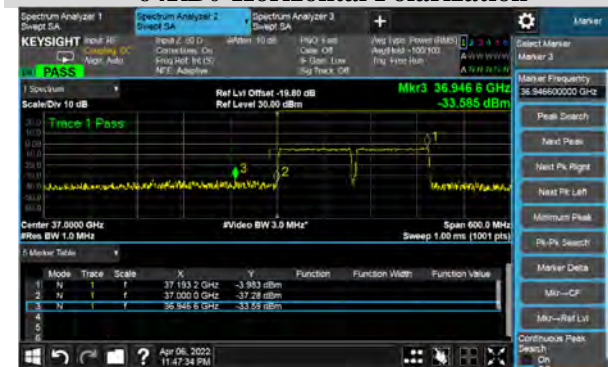 64QAM-Horizontal Polarization
Spectrum Analyzer 1
Swept SA
Spectrum Analyzer 2
Swept SA
Spectrum Analyzer 3
Swept SA
+
Marker
KEYSIGHT
Input: RF
Coupling: DC
Align: Auto
Input Z: 50 Ω
Corrections: On
Freq Ref: Int (S)
NFE: Adaptive
#Atten: 10 dB
PNO: Fast
Gate: Off
IF Gain: Low
Sig Track: Off
Avg Type: Power (RMS)
Avg|Hold: >100/100
Trig: Free Run
PASS
Select Marker
Marker 3
1 Spectrum
Scale/Div 10 dB
Ref Lvl Offset -19.80 dB
Ref Level 30.00 dBm
Mkr3 36.946 6 GHz
-33.585 dBm
Marker Frequency
36.946600000 GHz
Trace 1 Pass
Peak Search
Next Peak
Next Pk Right
Next Pk Left
Minimum Peak
Pk-Pk Search
Marker Delta
Mkr→CF
Mkr→Ref Lvl
Continuous Peak Search
On
Center 37.0000 GHz
#Res BW 1.0 MHz
#Video BW 3.0 MHz*
Span 600.0 MHz
Sweep 1.00 ms (1001 pts)
5 Marker Table
Mode Trace Scale X Y Function Function Width Function Value
1 N 1 f 37.193 2 GHz -3.983 dBm
2 N 1 f 37.000 0 GHz -37.28 dBm
3 N 1 f 36.946 6 GHz -33.59 dBm
4
5
6
Apr 06, 2022
11:47:34 PM